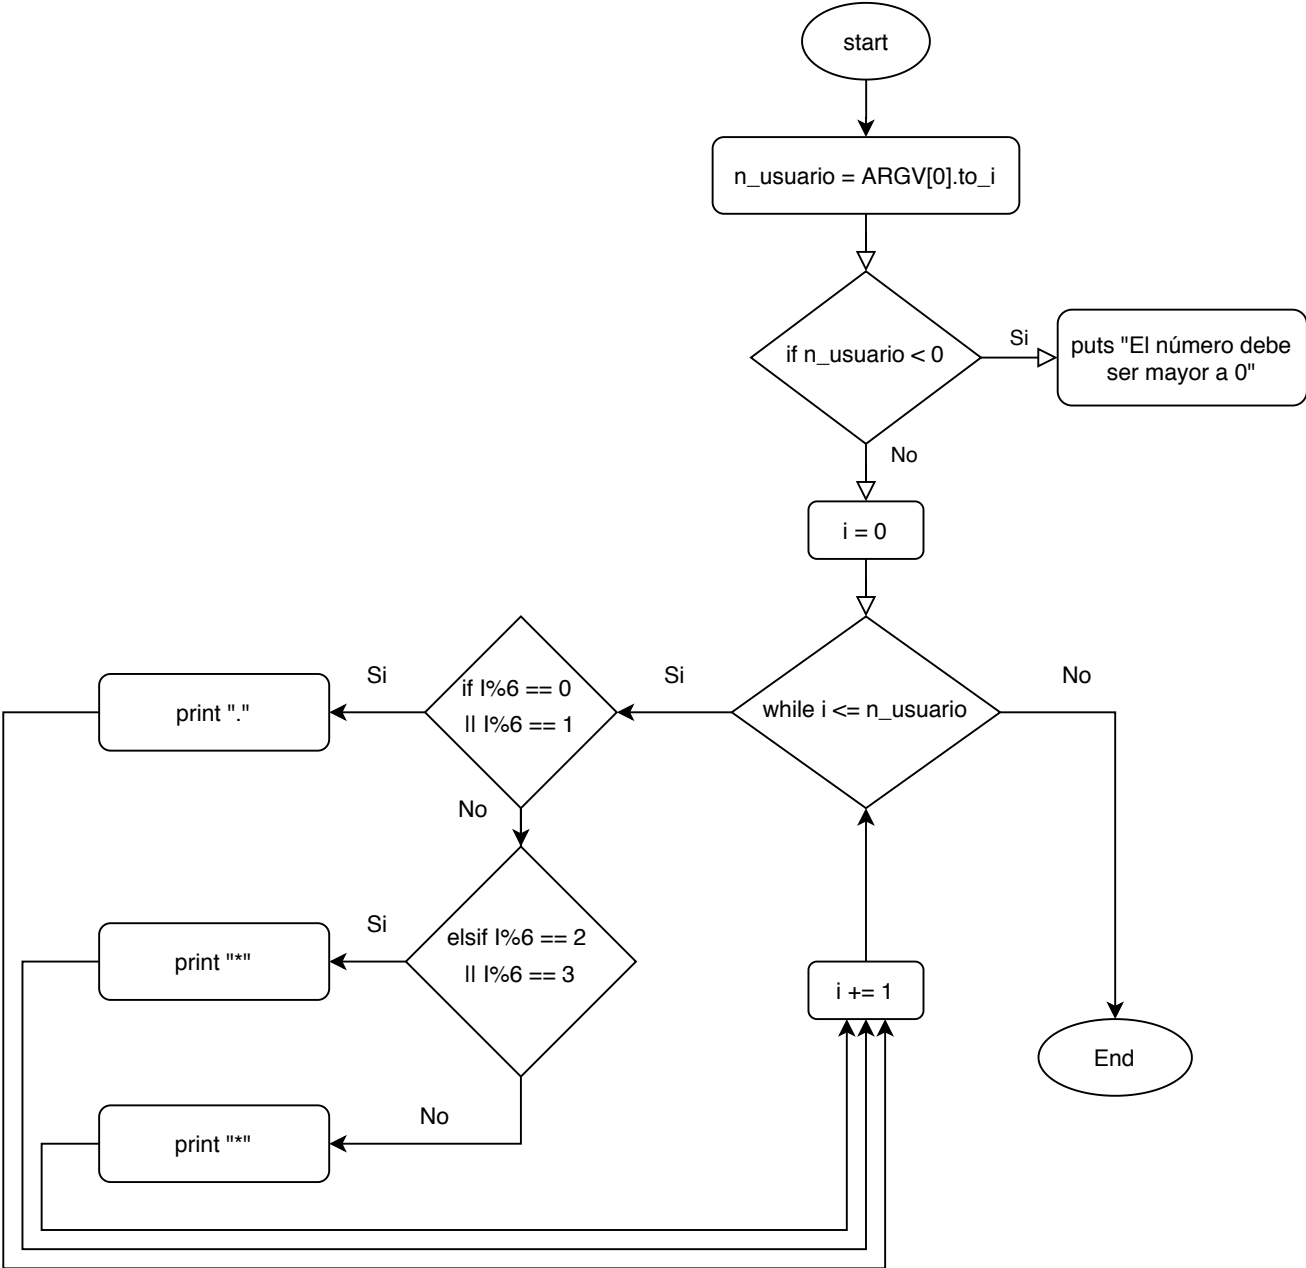 start
n_usuario = ARGV[0].to_i
if n_usuario < 0
Si
puts "El número debe
ser mayor a 0"
No
i = 0
while i <= n_usuario
Si
No
if I%6 == 0
|| I%6 == 1
Si
print "."
No
elsif I%6 == 2
|| I%6 == 3
Si
print "*"
No
print "*"
i += 1
End